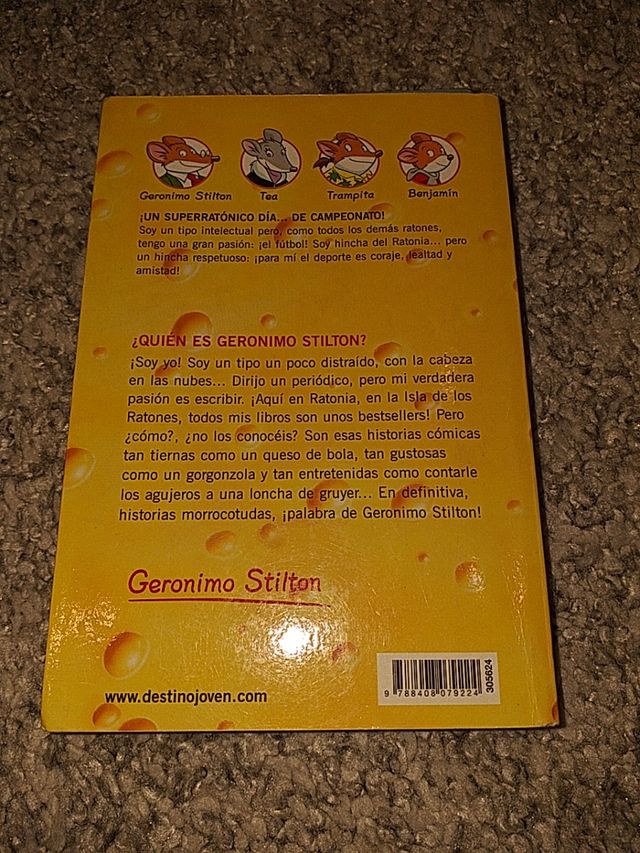 Geronimo Stilton
Tea
Trampita
Benjamín
¡UN SUPERRATÓNICO DÍA... DE CAMPEONATO!
Soy un tipo intelectual pero, como todos los demás ratones,
tengo una gran pasión: ¡el fútbol! Soy hincha del Ratonia... pero
un hincha respetuoso: ¡para mí el deporte es coraje, lealtad y
amistad!
¿QUIÉN ES GERONIMO STILTON?
¡Soy yo! Soy un tipo un poco distraído, con la cabeza
en las nubes... Dirijo un periódico, pero mi verdadera
pasión es escribir. ¡Aquí en Ratonia, en la Isla de los
Ratones, todos mis libros son unos bestsellers! Pero
¿cómo?, ¿no los conocéis? Son esas historias cómicas
tan tiernas como un queso de bola, tan gustosas
como un gorgonzola y tan entretenidas como contarle
los agujeros a una loncha de gruyer... En definitiva,
historias morrocotudas, ¡palabra de Geronimo Stilton!
Geronimo Stilton
www.destinojoven.com
9 788408 079224
305624